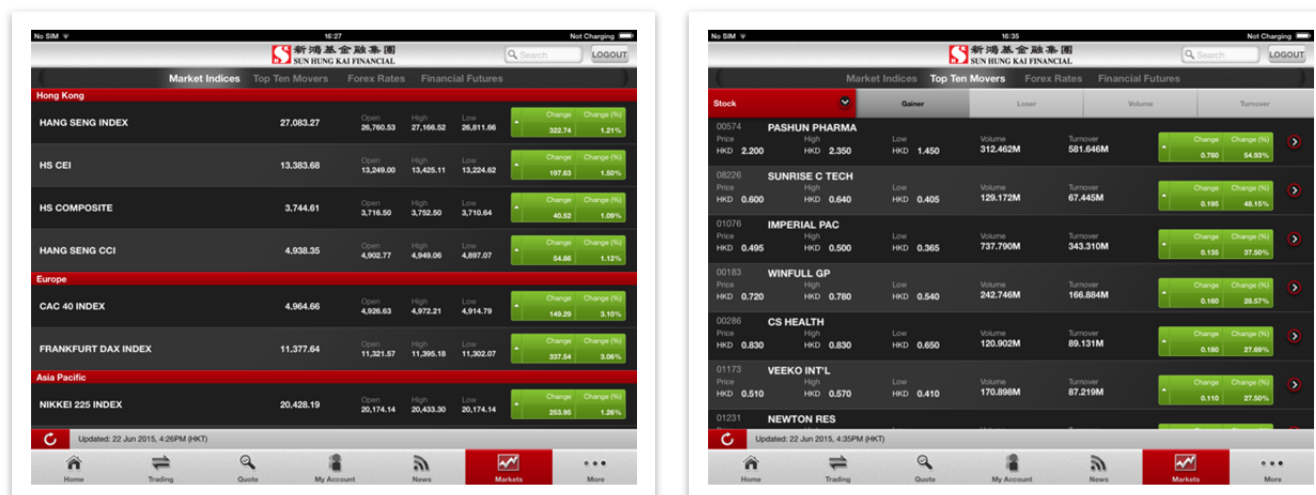 No SIM 16:27 Not Charging
新鴻基金融集團
SUN HUNG KAI FINANCIAL
Search LOGOUT
Market Indices Top Ten Movers Forex Rates Financial Futures
Hong Kong
Open High Low Change Change (%)
HANG SENG INDEX 27,083.27 26,760.53 27,166.52 26,811.66 322.74 1.21%
Open High Low Change Change (%)
HS CEI 13,383.68 13,249.00 13,425.11 13,224.62 197.63 1.50%
Open High Low Change Change (%)
HS COMPOSITE 3,744.61 3,716.50 3,752.50 3,710.64 40.52 1.09%
Open High Low Change Change (%)
HANG SENG CCI 4,938.35 4,902.77 4,949.06 4,897.07 54.86 1.12%
Europe
Open High Low Change Change (%)
CAC 40 INDEX 4,964.66 4,926.63 4,972.21 4,914.79 149.29 3.10%
Open High Low Change Change (%)
FRANKFURT DAX INDEX 11,377.64 11,321.57 11,395.18 11,302.07 337.54 3.06%
Asia Pacific
Open High Low Change Change (%)
NIKKEI 225 INDEX 20,428.19 20,174.14 20,433.30 20,174.14 253.95 1.26%
Updated: 22 Jun 2015, 4:26PM (HKT)
Home Trading Quote My Account News Markets More
No SIM 16:35 Not Charging
新鴻基金融集團
SUN HUNG KAI FINANCIAL
Search LOGOUT
Market Indices Top Ten Movers Forex Rates Financial Futures
Stock Gainer Loser Volume Turnover
00574 PASHUN PHARMA
Price High Low Volume Turnover Change Change (%)
HKD 2.200 HKD 2.350 HKD 1.450 312.462M 581.646M 0.780 54.93%
08226 SUNRISE C TECH
Price High Low Volume Turnover Change Change (%)
HKD 0.600 HKD 0.640 HKD 0.405 129.172M 67.445M 0.195 48.15%
01076 IMPERIAL PAC
Price High Low Volume Turnover Change Change (%)
HKD 0.495 HKD 0.500 HKD 0.365 737.790M 343.310M 0.135 37.50%
00183 WINFULL GP
Price High Low Volume Turnover Change Change (%)
HKD 0.720 HKD 0.780 HKD 0.540 242.746M 166.884M 0.160 28.57%
00286 CS HEALTH
Price High Low Volume Turnover Change Change (%)
HKD 0.830 HKD 0.830 HKD 0.650 120.902M 89.131M 0.180 27.69%
01173 VEEKO INT'L
Price High Low Volume Turnover Change Change (%)
HKD 0.510 HKD 0.570 HKD 0.410 170.898M 87.219M 0.110 27.50%
01231 NEWTON RES
Updated: 22 Jun 2015, 4:35PM (HKT)
Home Trading Quote My Account News Markets More